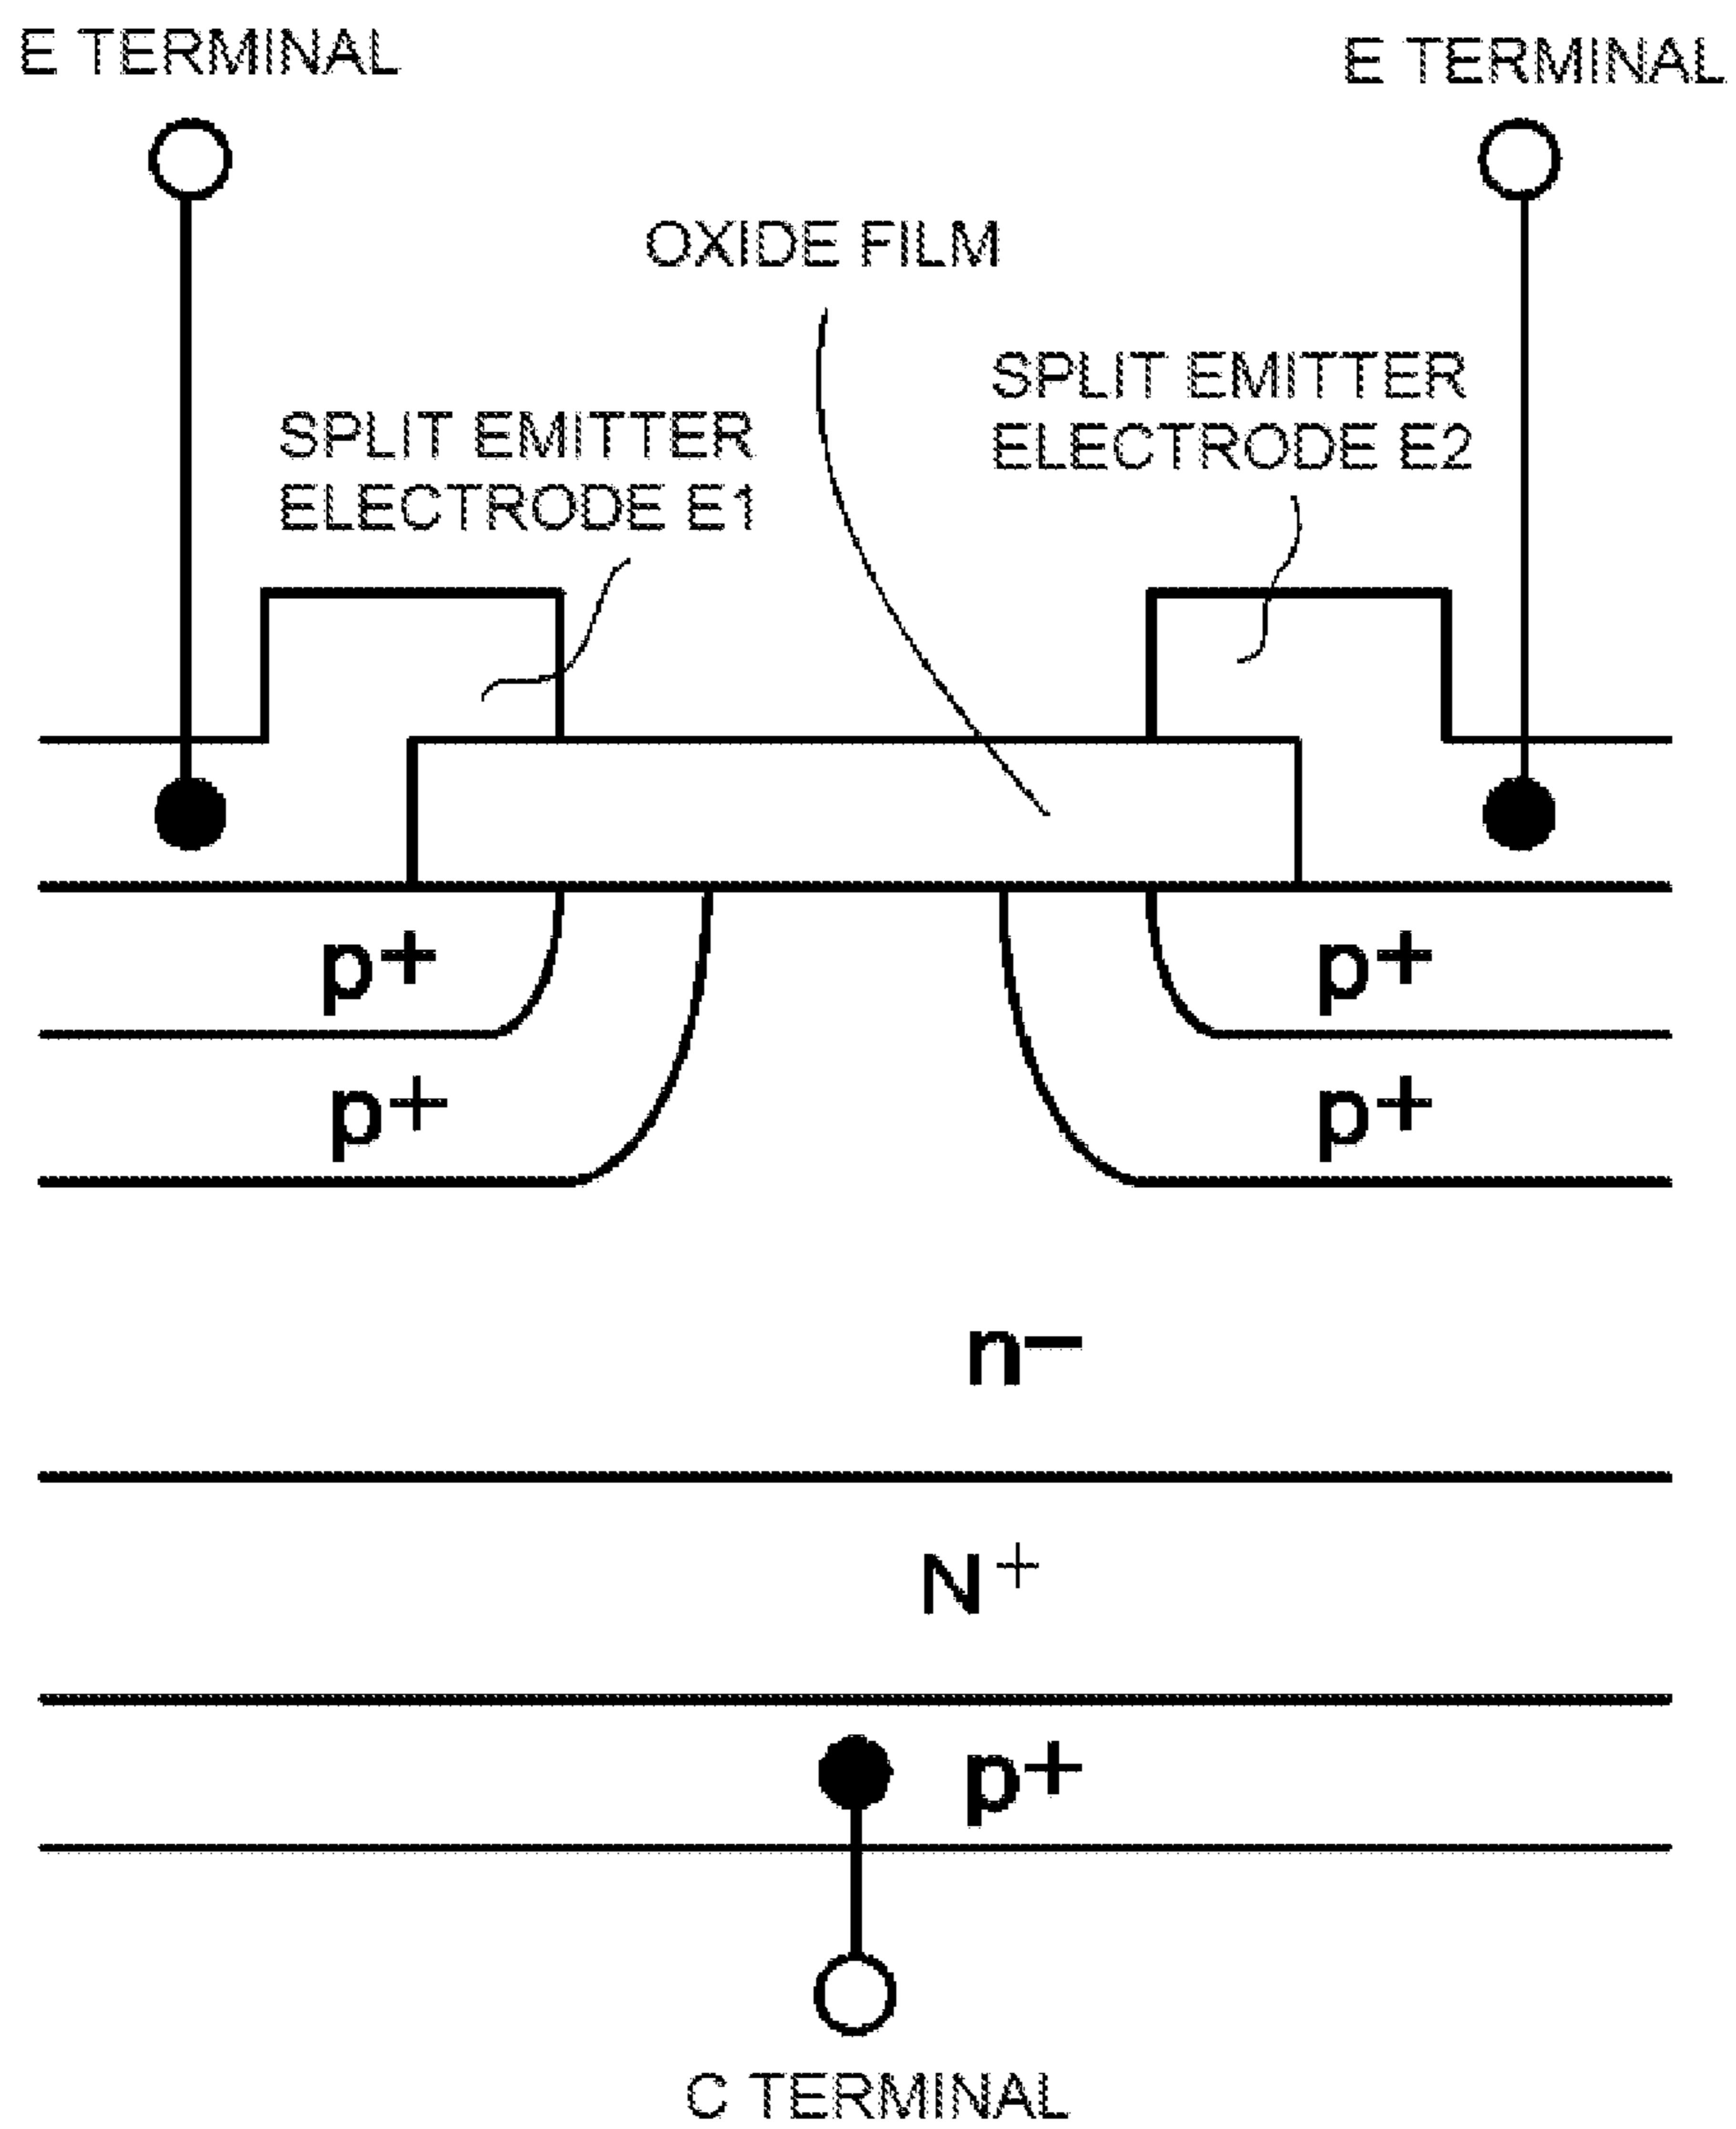 E TERMINAL
E TERMINAL
OXIDE FILM
SPLIT EMITTER
ELECTRODE E1
SPLIT EMITTER
ELECTRODE E2
p+
p+
p+
p+
n−
N+
p+
C TERMINAL